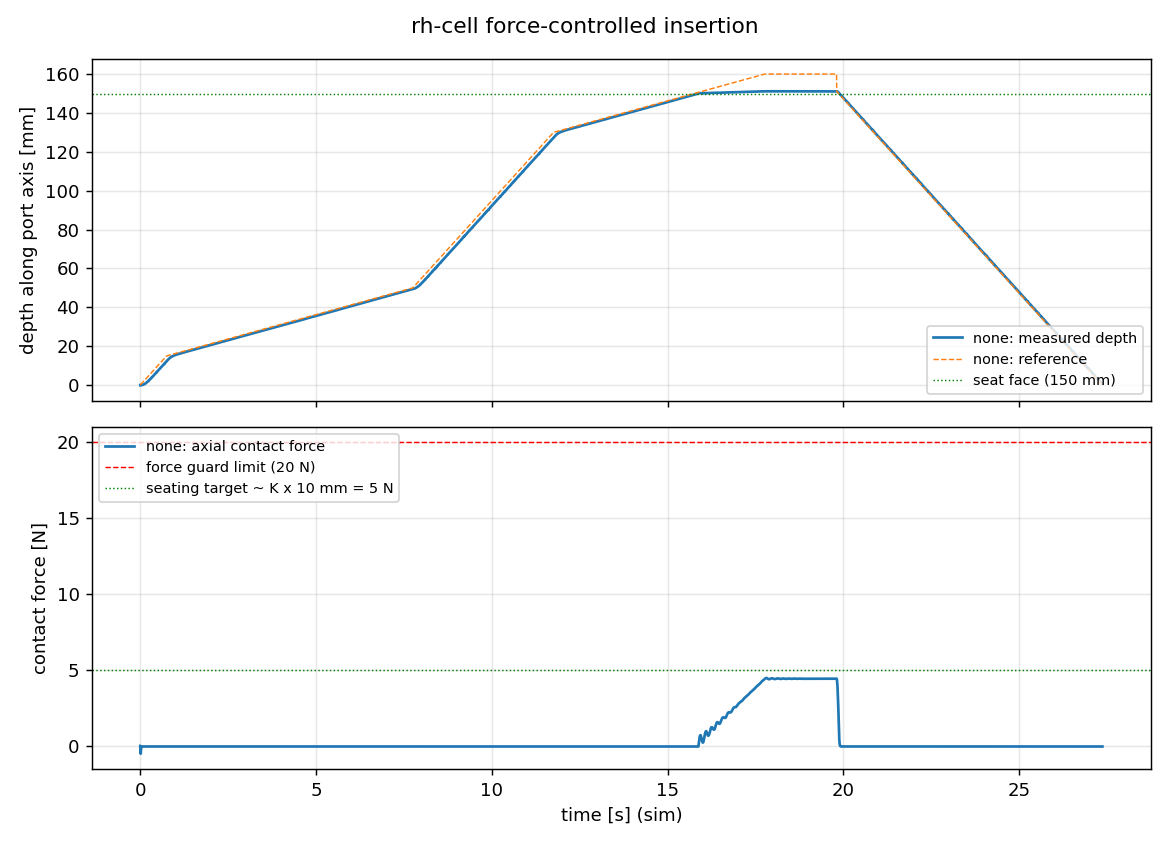 rh-cell force-controlled insertion
depth along port axis [mm]
160
140
120
100
80
60
40
20
0
none: measured depth
none: reference
seat face (150 mm)
contact force [N]
20
15
10
5
0
none: axial contact force
force guard limit (20 N)
seating target ~ K x 10 mm = 5 N
0
5
10
15
20
25
time [s] (sim)